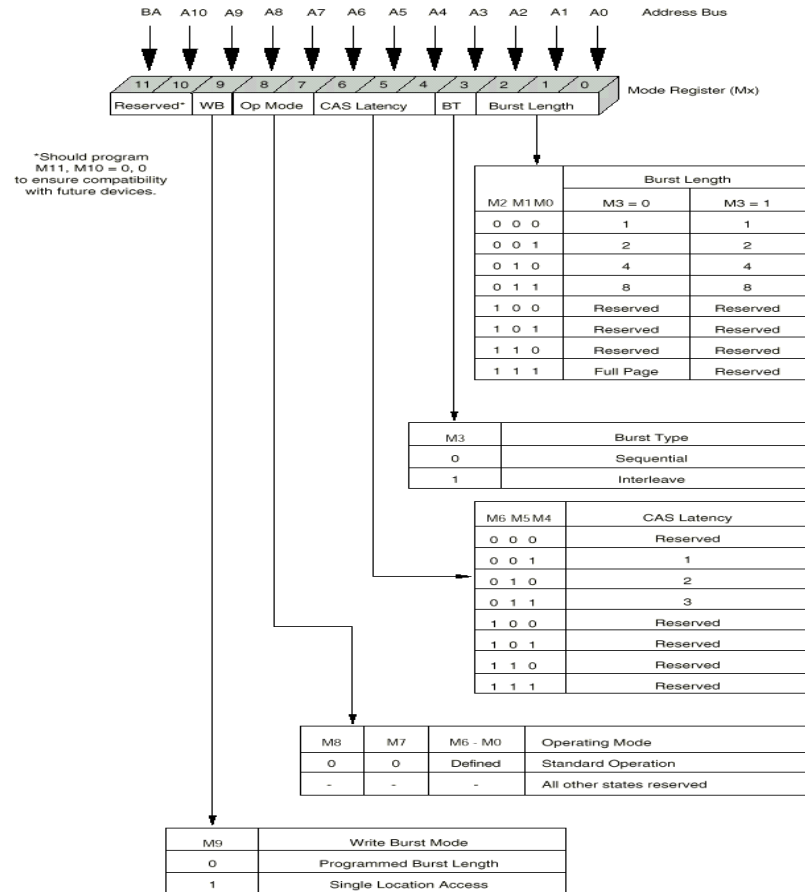 BA A10 A9 A8 A7 A6 A5 A4 A3 A2 A1 A0 Address Bus
11 10 9 8 7 6 5 4 3 2 1 0 Mode Register (Mx)
Reserved* WB Op Mode CAS Latency BT Burst Length
*Should program
M11, M10 = 0, 0
to ensure compatibility
with future devices.
Burst Length
M2 M1 M0 M3 = 0 M3 = 1
0 0 0 1 1
0 0 1 2 2
0 1 0 4 4
0 1 1 8 8
1 0 0 Reserved Reserved
1 0 1 Reserved Reserved
1 1 0 Reserved Reserved
1 1 1 Full Page Reserved
M3 Burst Type
0 Sequential
1 Interleave
M6 M5 M4 CAS Latency
0 0 0 Reserved
0 0 1 1
0 1 0 2
0 1 1 3
1 0 0 Reserved
1 0 1 Reserved
1 1 0 Reserved
1 1 1 Reserved
M8 M7 M6 - M0 Operating Mode
0 0 Defined Standard Operation
- - - All other states reserved
M9 Write Burst Mode
0 Programmed Burst Length
1 Single Location Access